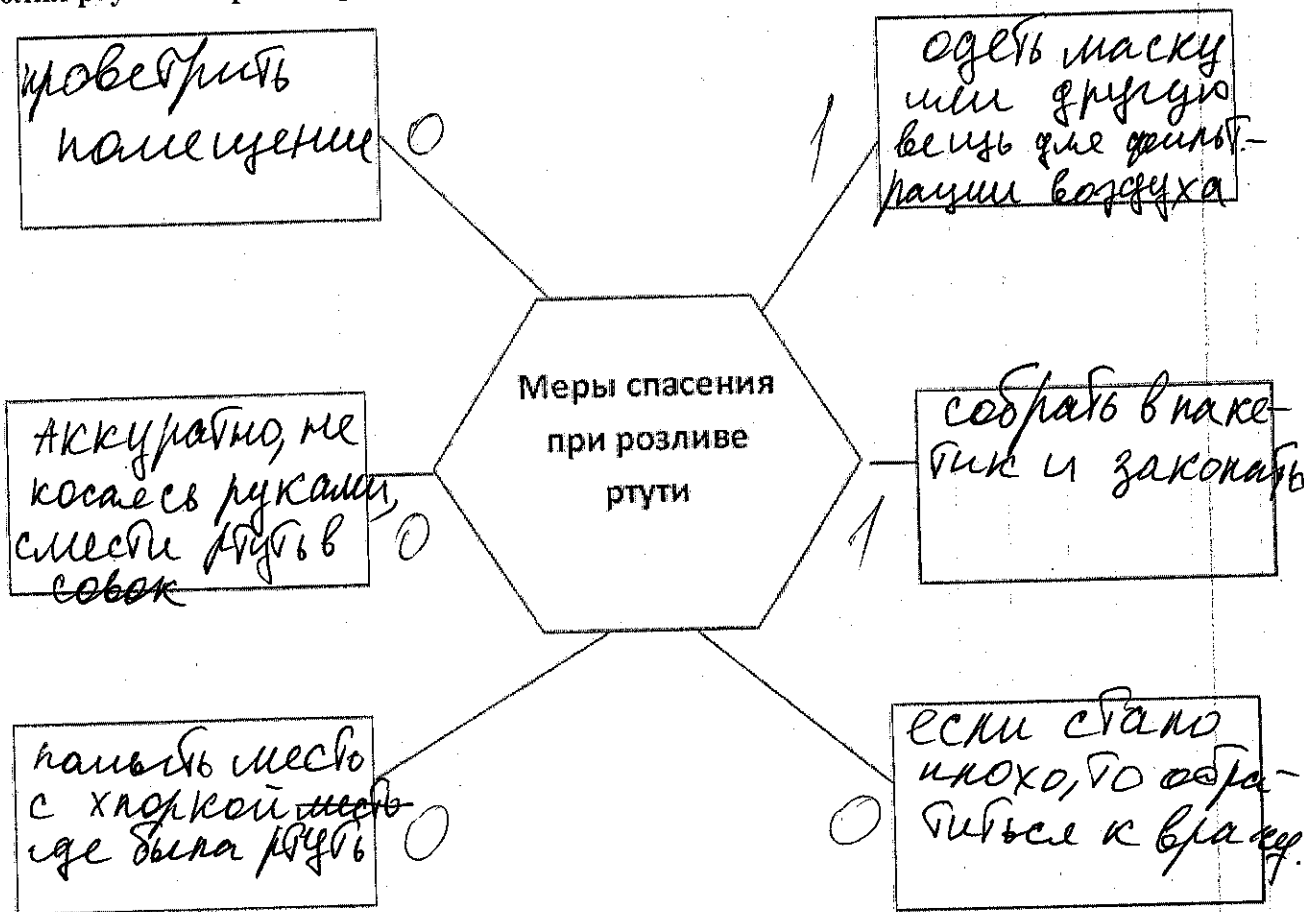 проветрить
помещение
0
одеть маску
или другую
вещь для фильт-
рации воздуха
1
Меры спасения
при розливе
ртути
Аккуратно, не
косаясь руками,
смести ртуть в
совок
0
собрать в паке-
тик и закопать
1
помыть место
с хлоркой место
где была ртуть
0
если стало
плохо, то обра-
титься к врачу.
0